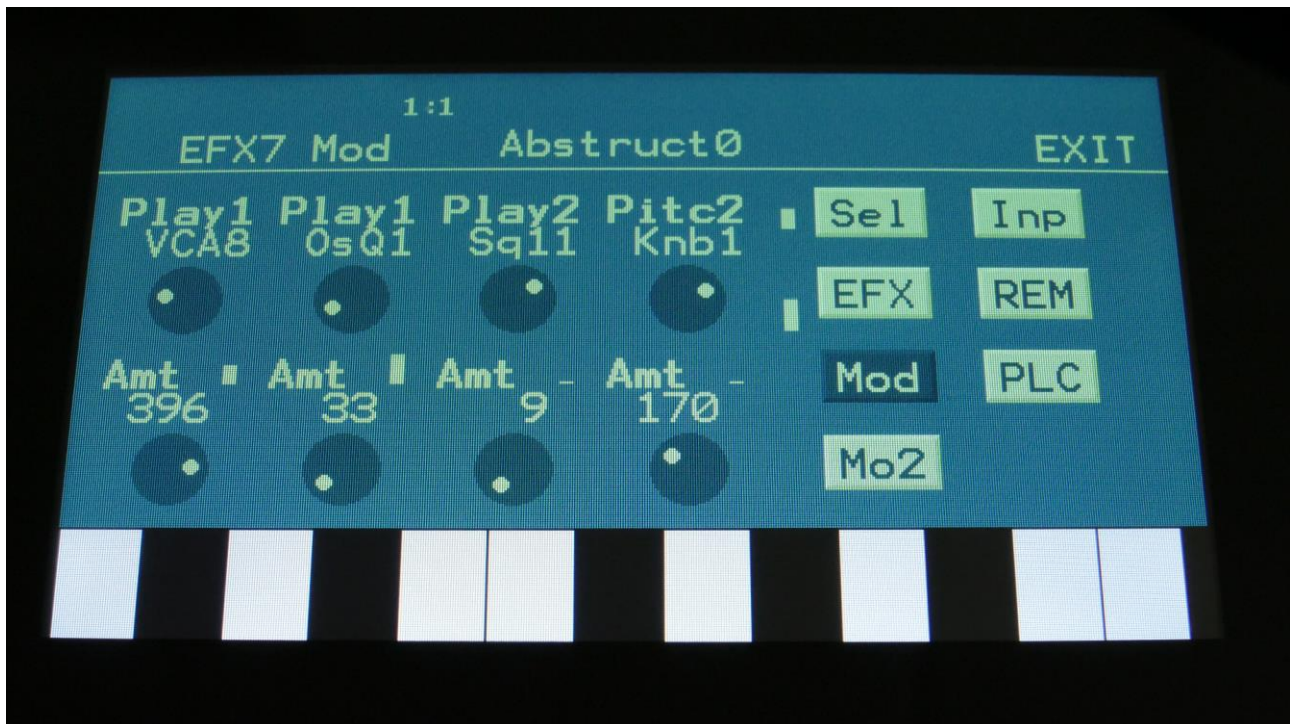 1:1
EFX7 Mod Abstruct0 EXIT
Play1 Play1 Play2 Pitc2 Sel Inp
VCA8 OsQ1 Sq11 Knb1
EFX REM
Amt Amt Amt Amt Mod PLC
396 33 9 170
Mo2